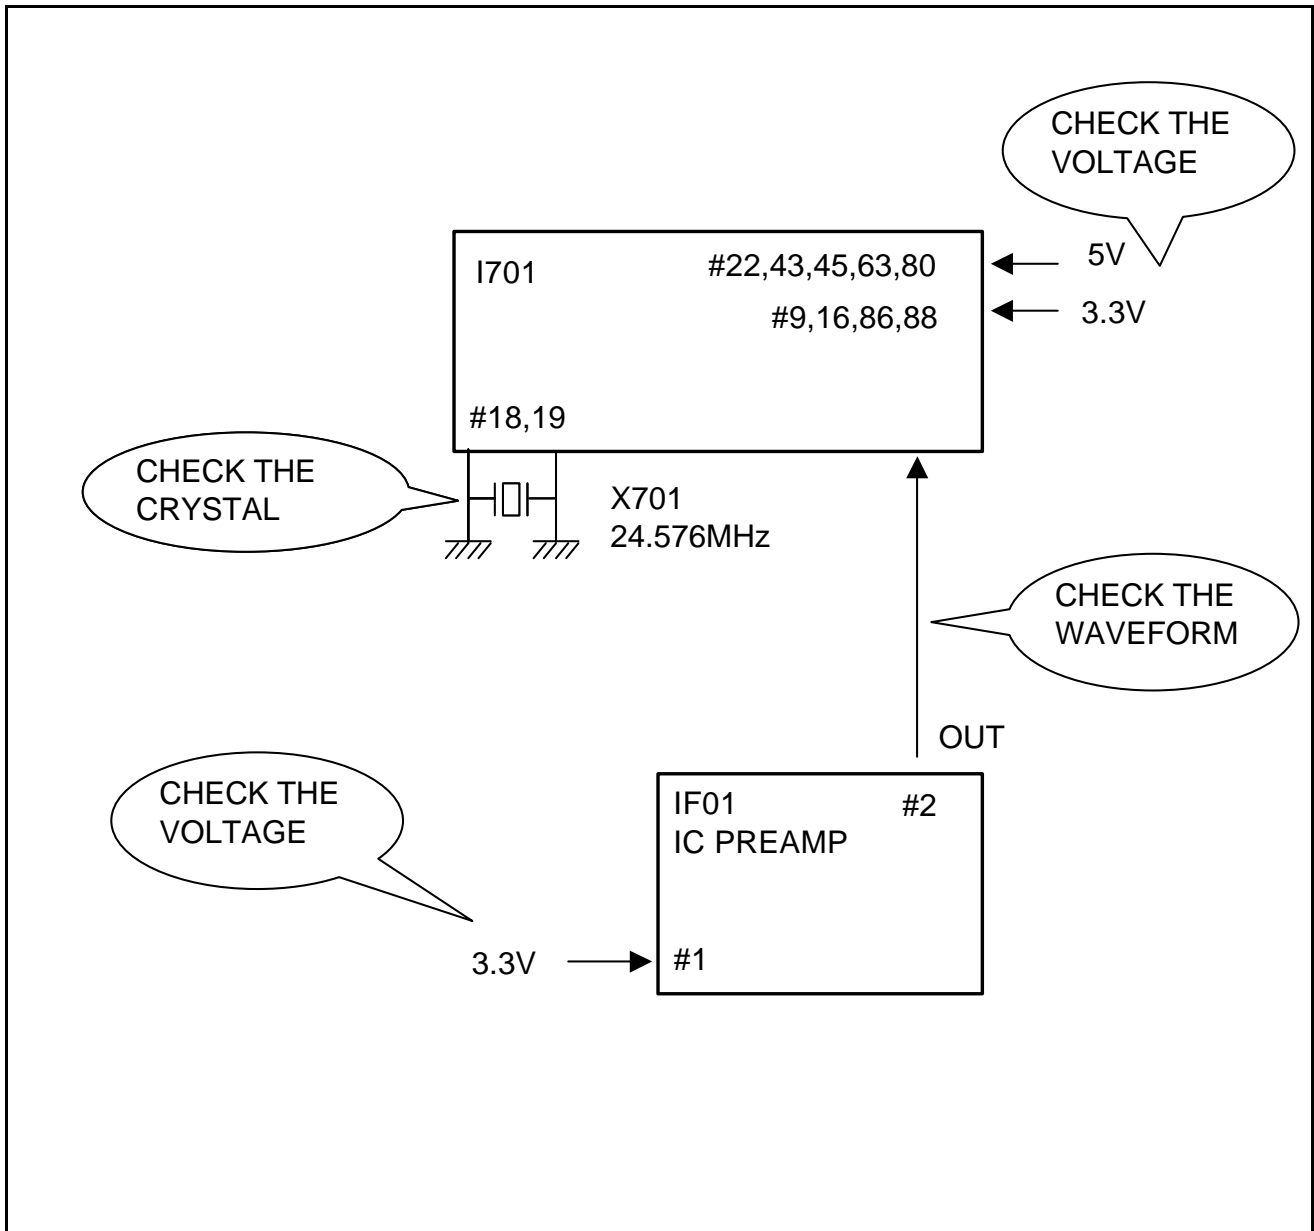 CHECK THE
VOLTAGE
I701
#22,43,45,63,80
5V
#9,16,86,88
3.3V
#18,19
CHECK THE
CRYSTAL
X701
24.576MHz
CHECK THE
WAVEFORM
OUT
CHECK THE
VOLTAGE
IF01
#2
IC PREAMP
3.3V
#1